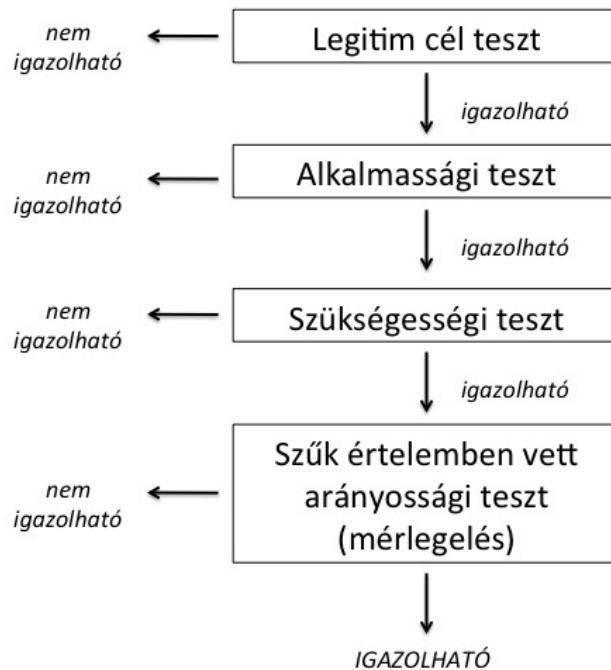 nem
igazolható
Legitim cél teszt
igazolható
nem
igazolható
Alkalmassági teszt
igazolható
nem
igazolható
Szükségességi teszt
igazolható
nem
igazolható
Szűk értelemben vett
arányossági teszt
(mérlegelés)
IGAZOLHATÓ